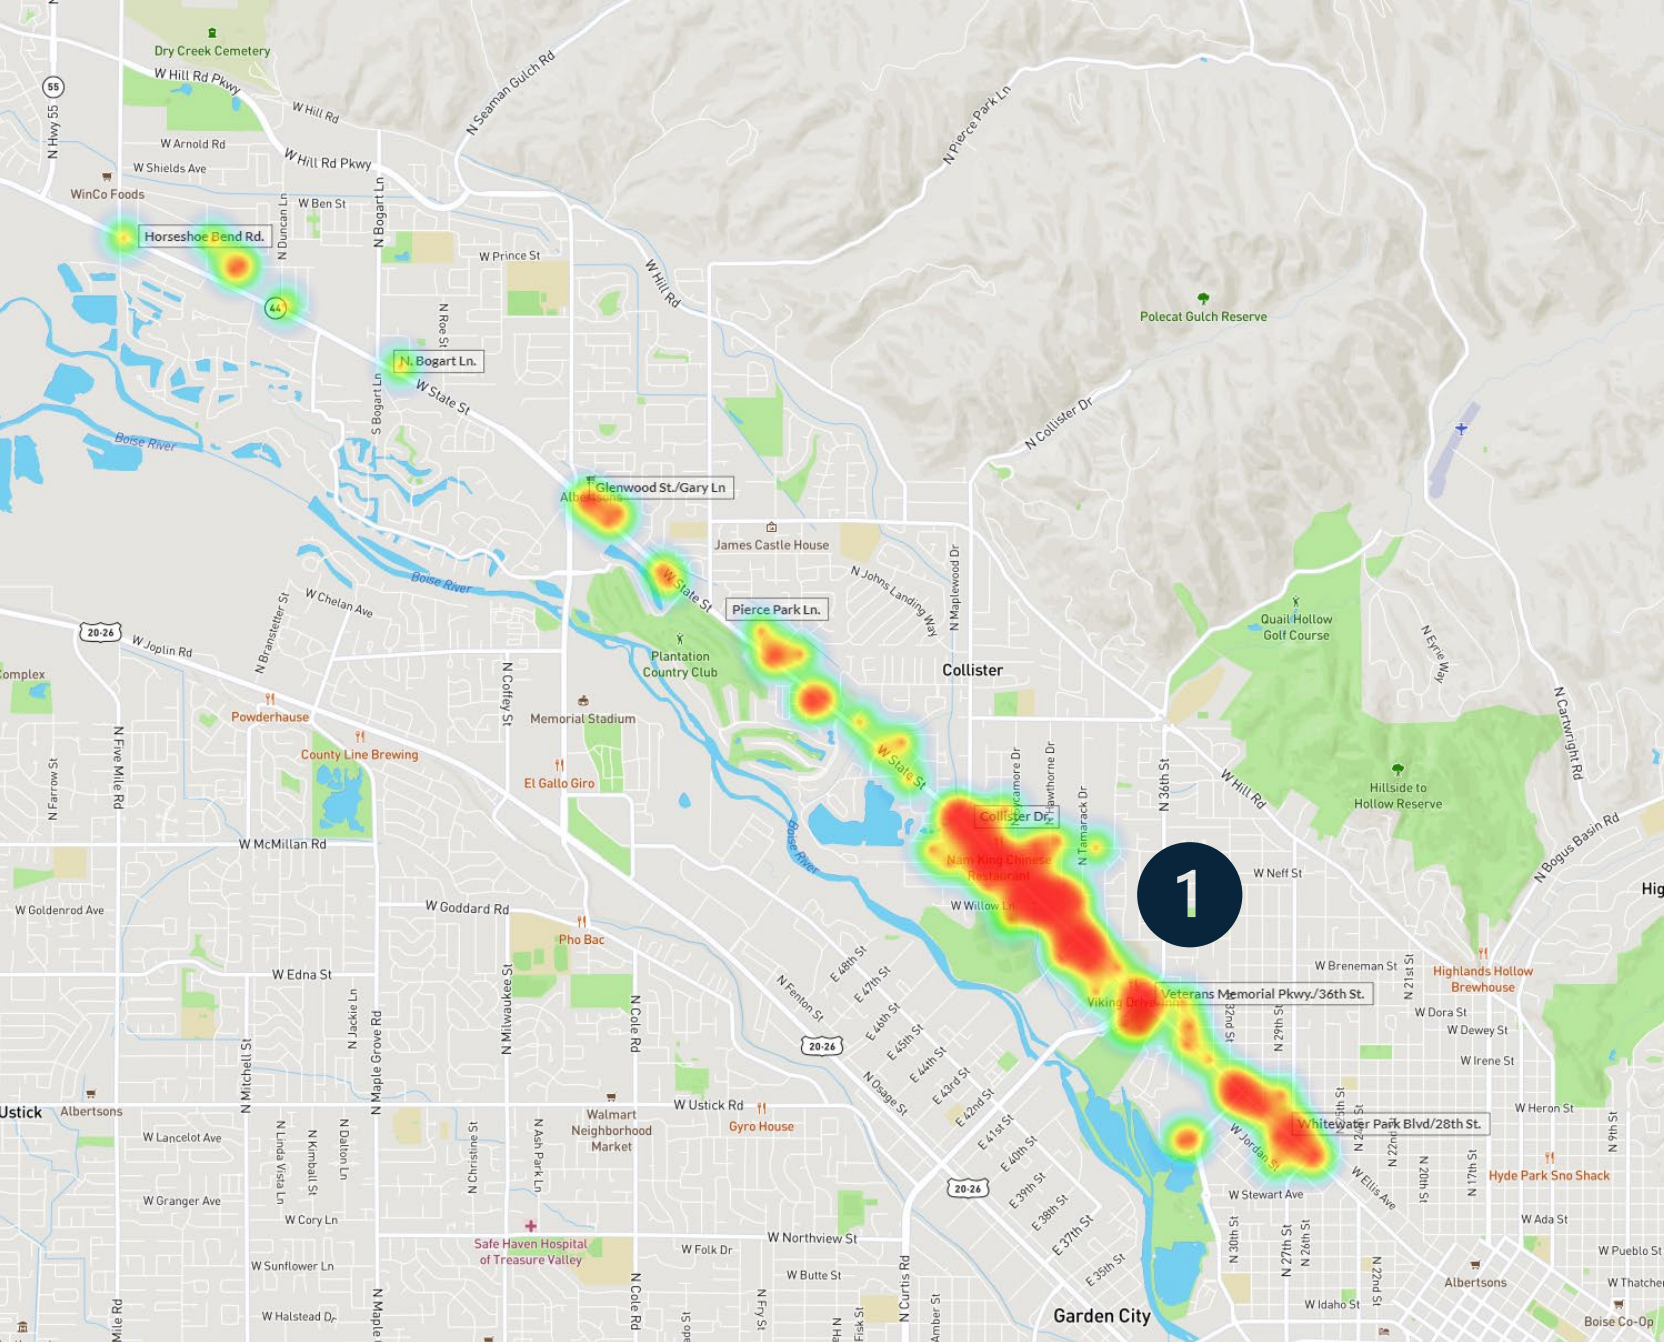 Dry Creek Cemetery
W Hill Rd Pkwy
N Seaman Gulch Rd
55
N Hwy 55
W Hill Rd
N Pierce Park Ln
W Arnold Rd
W Hill Rd Pkwy
W Shields Ave
WinCo Foods
N Duncan Ln
W Ben St
N Bogart Ln
Horseshoe Bend Rd.
W Prince St
W Hill Rd
44
N Roe St
Polecat Gulch Reserve
N. Bogart Ln.
W State St
S Bogart Ln
N Collister Dr
Boise River
Glenwood St./Gary Ln
Albertsons
James Castle House
N Johns Landing Way
N Maplewood Dr
Boise River
W State St
W Chelan Ave
N Branstetter St
Pierce Park Ln.
Quail Hollow
Golf Course
N Eyrie Way
20-26
W Joplin Rd
Plantation
Country Club
Collister
omplex
N Coffey St
Powderhouse
Memorial Stadium
N Cartwright Rd
N Five Mile Rd
N Farrow St
County Line Brewing
El Gallo Giro
W State St
N Sycamore Dr
N Hawthorne Dr
N Tamarack Dr
N 36th St
W Hill Rd
Hillside to
Hollow Reserve
Collister Dr.
Boise River
N Bogus Basin Rd
W McMillan Rd
Nam King Chinese
Restaurant
1
W Neff St
Hig
W Goldenrod Ave
W Goddard Rd
W Willow Ln
Pho Bac
E 48th St
E 47th St
E 46th St
E 45th St
E 44th St
E 43rd St
E 42nd St
E 41st St
E 40th St
E 39th St
E 38th St
E 37th St
E 35th St
W Edna St
N Milwaukee St
N Fenton St
W Breneman St
N 21st St
Highlands Hollow
Brewhouse
Viking Drive
Veterans Memorial Pkwy./36th St.
N Jackie Ln
N Maple Grove Rd
N Cole Rd
20-26
N Osage St
32nd St
N 29th St
W Dora St
W Dewey St
W Irene St
N Mitchell St
Ustick
Albertsons
Walmart
Neighborhood
Market
W Ustick Rd
Gyro House
W Heron St
Whitewater Park Blvd/28th St.
W Lancelot Ave
N Linda Vista Ln
N Kimball St
N Dalton Ln
N Christine St
N Ash Park Ln
W Jordan St
N 25th St
N 24th St
N 22nd
N 20th St
N 17th St
N 9th St
Hyde Park Sno Shack
20-26
W Stewart Ave
W Ellis Ave
W Granger Ave
W Cory Ln
Safe Haven Hospital
of Treasure Valley
W Folk Dr
W Northview St
W Ada St
N 30th St
N 27th St
N 26th St
N 22nd St
W Pueblo St
W Sunflower Ln
W Butte St
Albertsons
W Thatcher
N Maple
N Cole Rd
N Fry St
N Curtis Rd
Amber St
Fisk St
W Halstead Dr
Mile Rd
Garden City
W Idaho St
Boise Co-Op